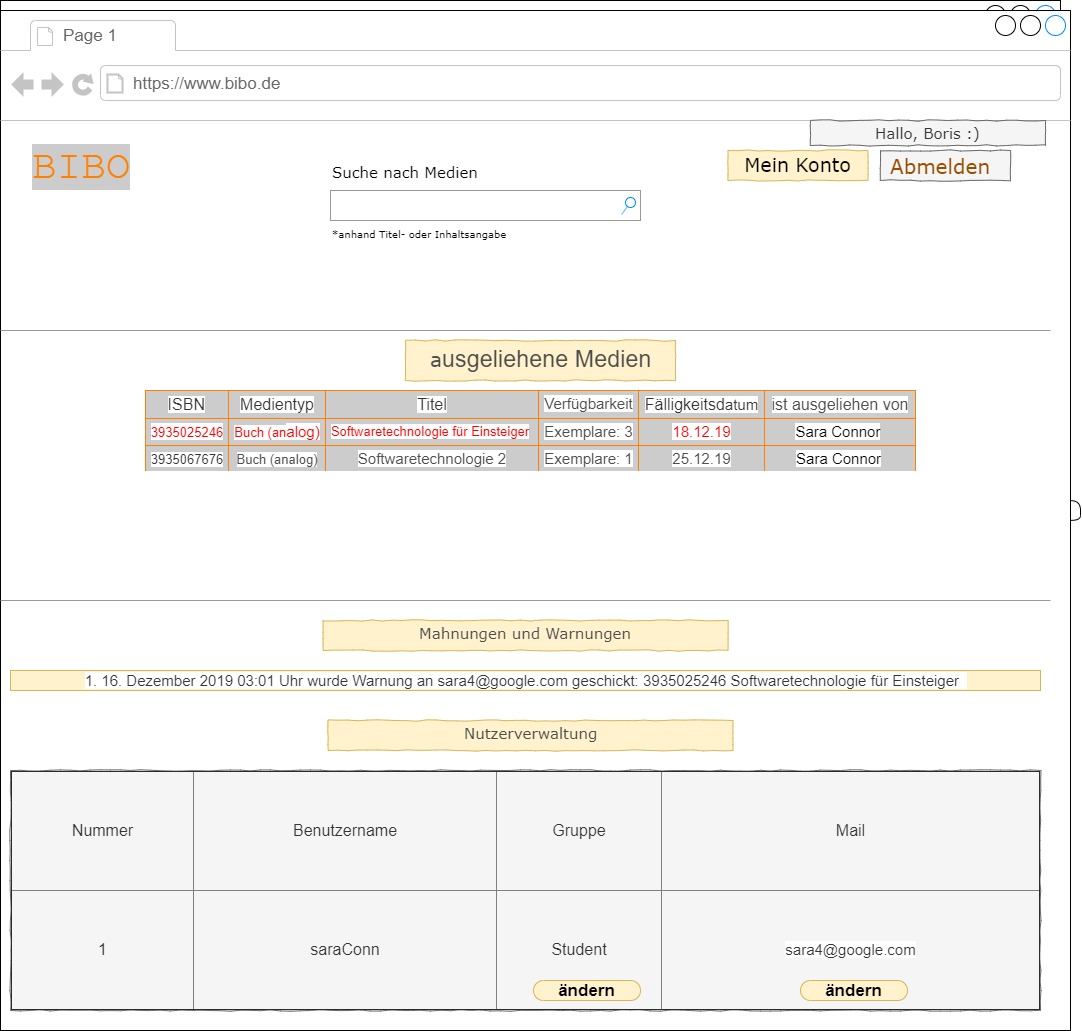 Page 1
https://www.bibo.de
Hallo, Boris :)
BIBO
Mein Konto
Abmelden
Suche nach Medien
*anhand Titel- oder Inhaltsangabe
ausgeliehene Medien
ISBN Medientyp Titel Verfügbarkeit Fälligkeitsdatum ist ausgeliehen von
3935025246 Buch (analog) Softwaretechnologie für Einsteiger Exemplare: 3 18.12.19 Sara Connor
3935067676 Buch (analog) Softwaretechnologie 2 Exemplare: 1 25.12.19 Sara Connor
Mahnungen und Warnungen
1. 16. Dezember 2019 03:01 Uhr wurde Warnung an sara4@google.com geschickt: 3935025246 Softwaretechnologie für Einsteiger
Nutzerverwaltung
Nummer Benutzername Gruppe Mail
1 saraConn Student sara4@google.com
ändern ändern